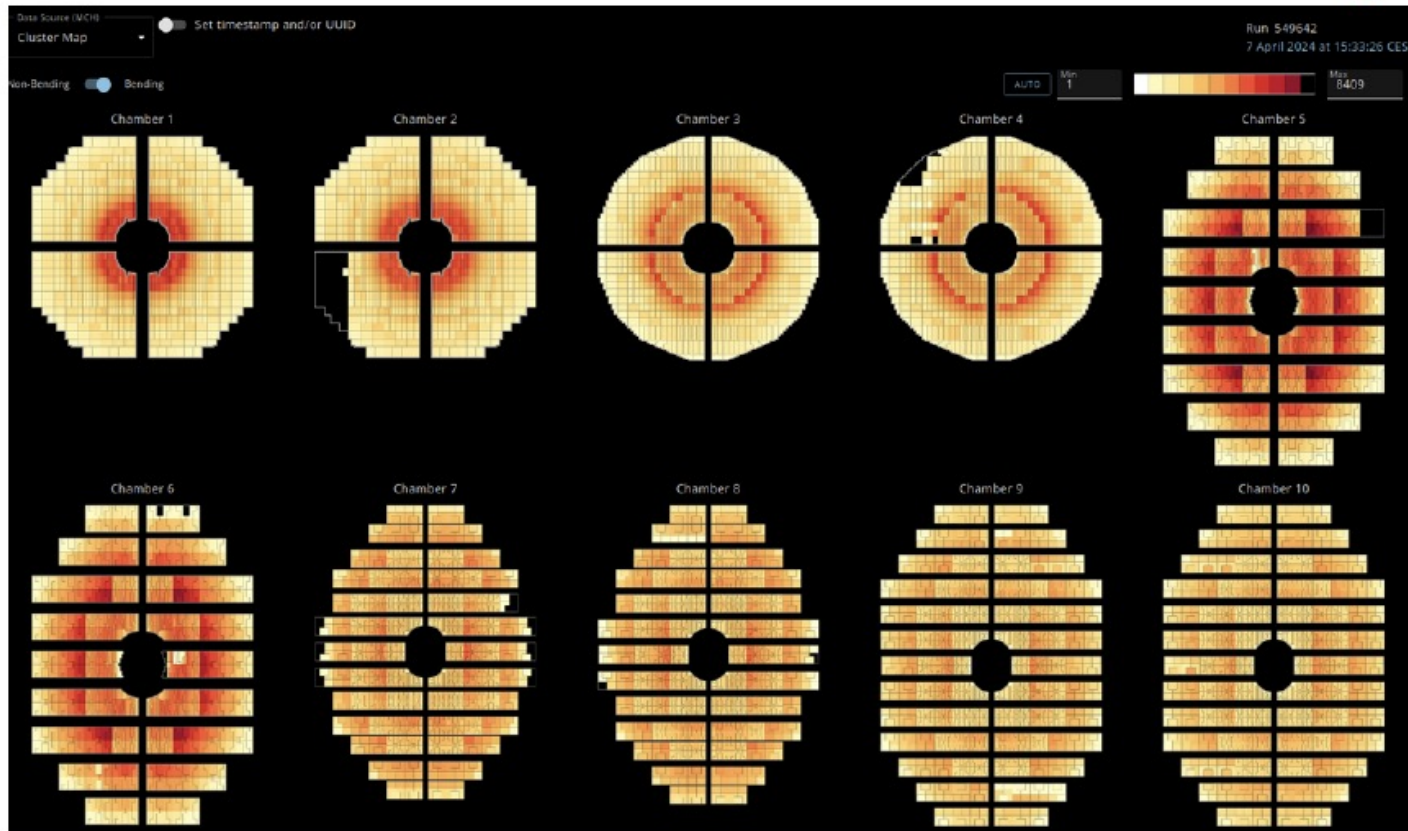 Data Source (MCH)
Cluster Map
Set timestamp and/or UUID
Run 549642
7 April 2024 at 15:33:26 CES
Non-Bending
Bending
AUTO
Min
1
Max
8409
Chamber 1
Chamber 2
Chamber 3
Chamber 4
Chamber 5
Chamber 6
Chamber 7
Chamber 8
Chamber 9
Chamber 10